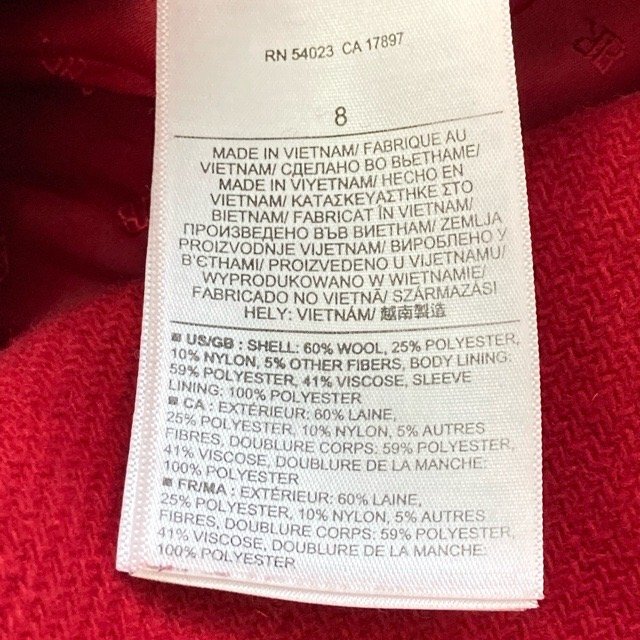 RN 54023 CA 17897
8
MADE IN VIETNAM/ FABRIQUE AU
VIETNAM/ СДЕЛАНО ВО ВЬЕТНАМЕ/
MADE IN VIYETNAM/ HECHO EN
VIETNAM/ ΚΑΤΑΣΚΕΥΑΣΤΗΚΕ ΣΤΟ
ΒΙΕΤΝΑΜ/ FABRICAT ÎN VIETNAM/
ПРОИЗВЕДЕНО ВЪВ ВИЕТНАМ/ ZEMLJA
PROIZVODNJE VIJETNAM/ ВИРОБЛЕНО У
В'ЄТНАМІ/ PROIZVEDENO U VIJETNAMU/
WYPRODUKOWANO W WIETNAMIE/
FABRICADO NO VIETNÃ/ SZÁRMAZÁSI
HELY: VIETNÁM/ 越南製造
■ US/GB : SHELL: 60% WOOL, 25% POLYESTER,
10% NYLON, 5% OTHER FIBERS, BODY LINING:
59% POLYESTER, 41% VISCOSE, SLEEVE
LINING: 100% POLYESTER
■ CA : EXTÉRIEUR: 60% LAINE,
25% POLYESTER, 10% NYLON, 5% AUTRES
FIBRES, DOUBLURE CORPS: 59% POLYESTER,
41% VISCOSE, DOUBLURE DE LA MANCHE:
100% POLYESTER
■ FR/MA : EXTÉRIEUR: 60% LAINE,
25% POLYESTER, 10% NYLON, 5% AUTRES
FIBRES, DOUBLURE CORPS: 59% POLYESTER,
41% VISCOSE, DOUBLURE DE LA MANCHE:
100% POLYESTER